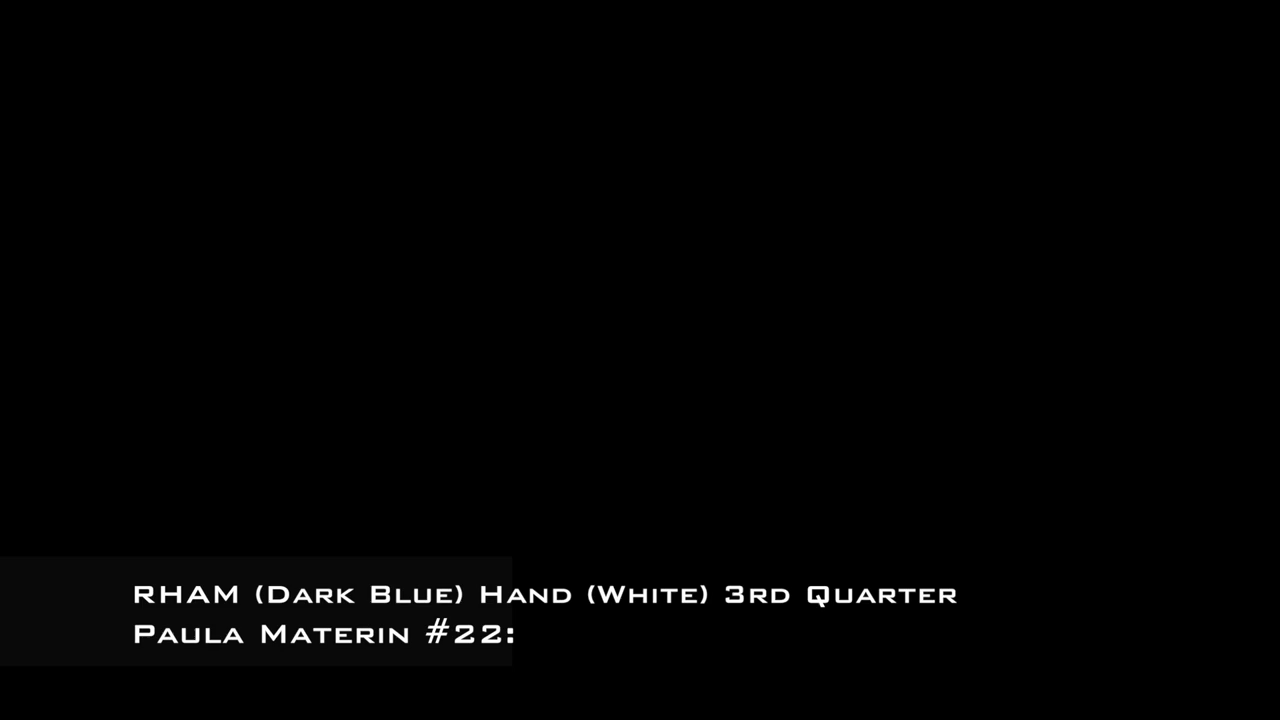 RHAM (Dark Blue) Hand (White) 3rd Quarter
Paula Materin #22: